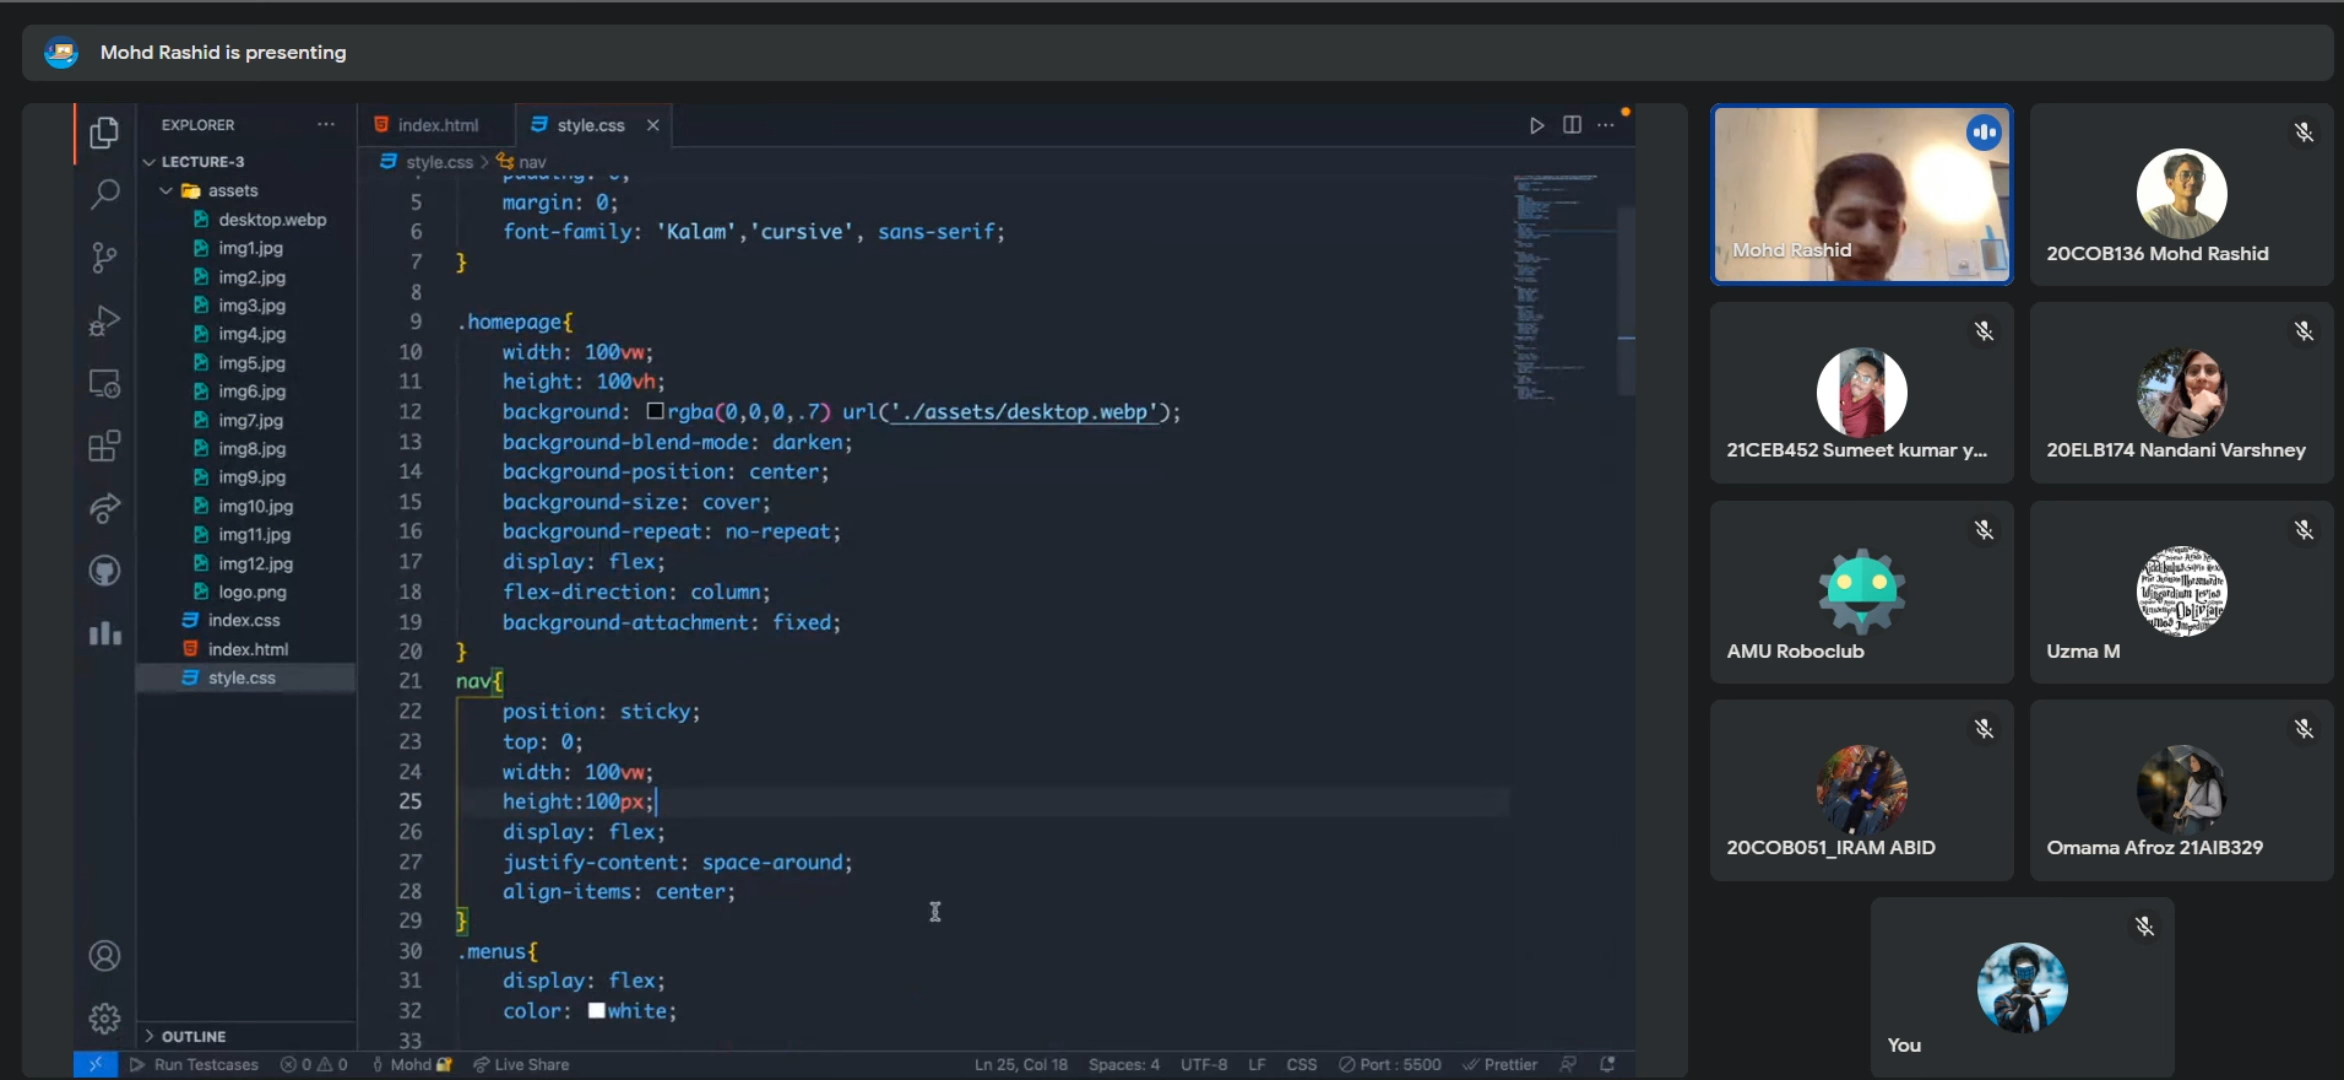 Mohd Rashid is presenting
EXPLORER
LECTURE-3
assets
desktop.webp
img1.jpg
img2.jpg
img3.jpg
img4.jpg
img5.jpg
img6.jpg
img7.jpg
img8.jpg
img9.jpg
img10.jpg
img11.jpg
img12.jpg
logo.png
index.css
index.html
style.css
OUTLINE
index.html
style.css
style.css > nav
padding: 0;
5 margin: 0;
6 font-family: 'Kalam','cursive', sans-serif;
7 }
8
9 .homepage{
10 width: 100vw;
11 height: 100vh;
12 background: rgba(0,0,0,.7) url('./assets/desktop.webp');
13 background-blend-mode: darken;
14 background-position: center;
15 background-size: cover;
16 background-repeat: no-repeat;
17 display: flex;
18 flex-direction: column;
19 background-attachment: fixed;
20 }
21 nav{
22 position: sticky;
23 top: 0;
24 width: 100vw;
25 height:100px;
26 display: flex;
27 justify-content: space-around;
28 align-items: center;
29 }
30 .menus{
31 display: flex;
32 color: white;
33
Run Testcases 0 0 Mohd Live Share Ln 25, Col 18 Spaces: 4 UTF-8 LF CSS Port : 5500 Prettier
Mohd Rashid
20COB136 Mohd Rashid
21CEB452 Sumeet kumar y...
20ELB174 Nandani Varshney
AMU Roboclub
Uzma M
20COB051_IRAM ABID
Omama Afroz 21AIB329
You